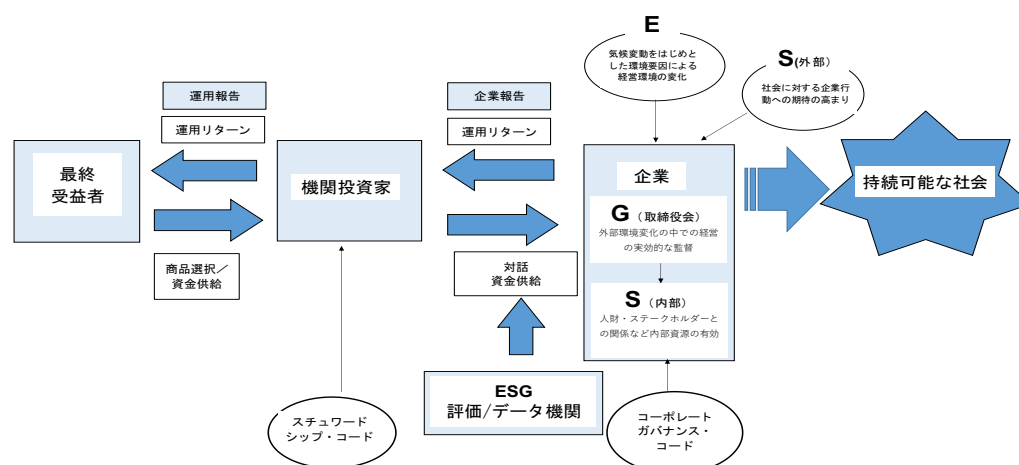 E
気候変動をはじめと
した環境要因による
経営環境の変化
S(外部)
社会に対する企業行
動への期待の高まり
運用報告
運用リターン
企業報告
運用リターン
最終
受益者
機関投資家
企業
持続可能な社会
G(取締役会)
外部環境変化の中での経営
の実効的な監督
商品選択/
資金供給
対話
資金供給
S(内部)
人財・ステークホルダーと
の関係など内部資源の有効
ESG
評価/データ機関
スチュワード
シップ・コード
コーポレート
ガバナンス・
コード